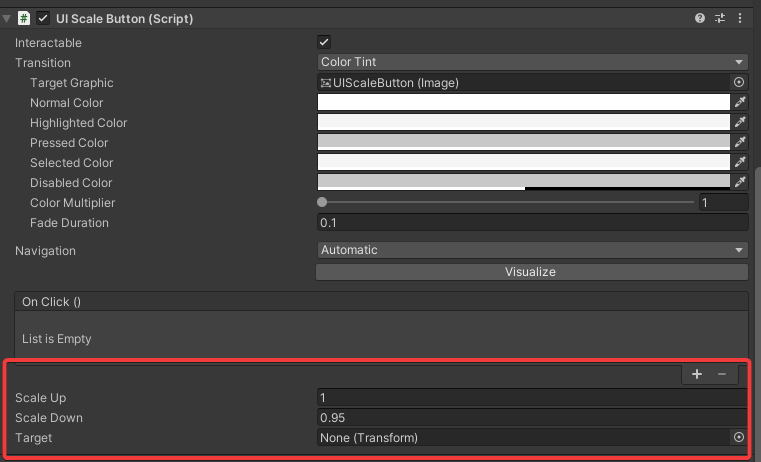 UI Scale Button (Script)
Interactable
Transition Color Tint
Target Graphic UIScaleButton (Image)
Normal Color
Highlighted Color
Pressed Color
Selected Color
Disabled Color
Color Multiplier 1
Fade Duration 0.1
Navigation Automatic
Visualize
On Click ()
List is Empty
Scale Up 1
Scale Down 0.95
Target None (Transform)